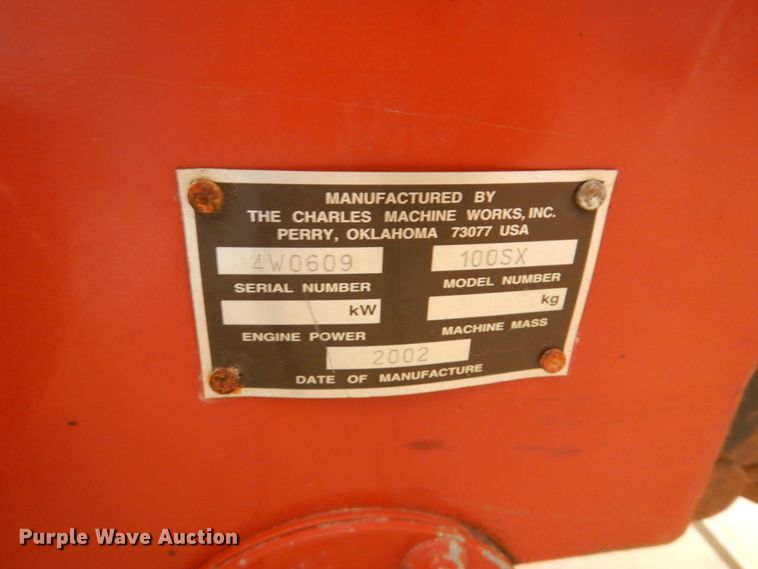 MANUFACTURED BY
THE CHARLES MACHINE WORKS, INC.
PERRY, OKLAHOMA 73077 USA
4W0609 100SX
SERIAL NUMBER MODEL NUMBER
kW kg
ENGINE POWER MACHINE MASS
2002
DATE OF MANUFACTURE
Purple Wave Auction